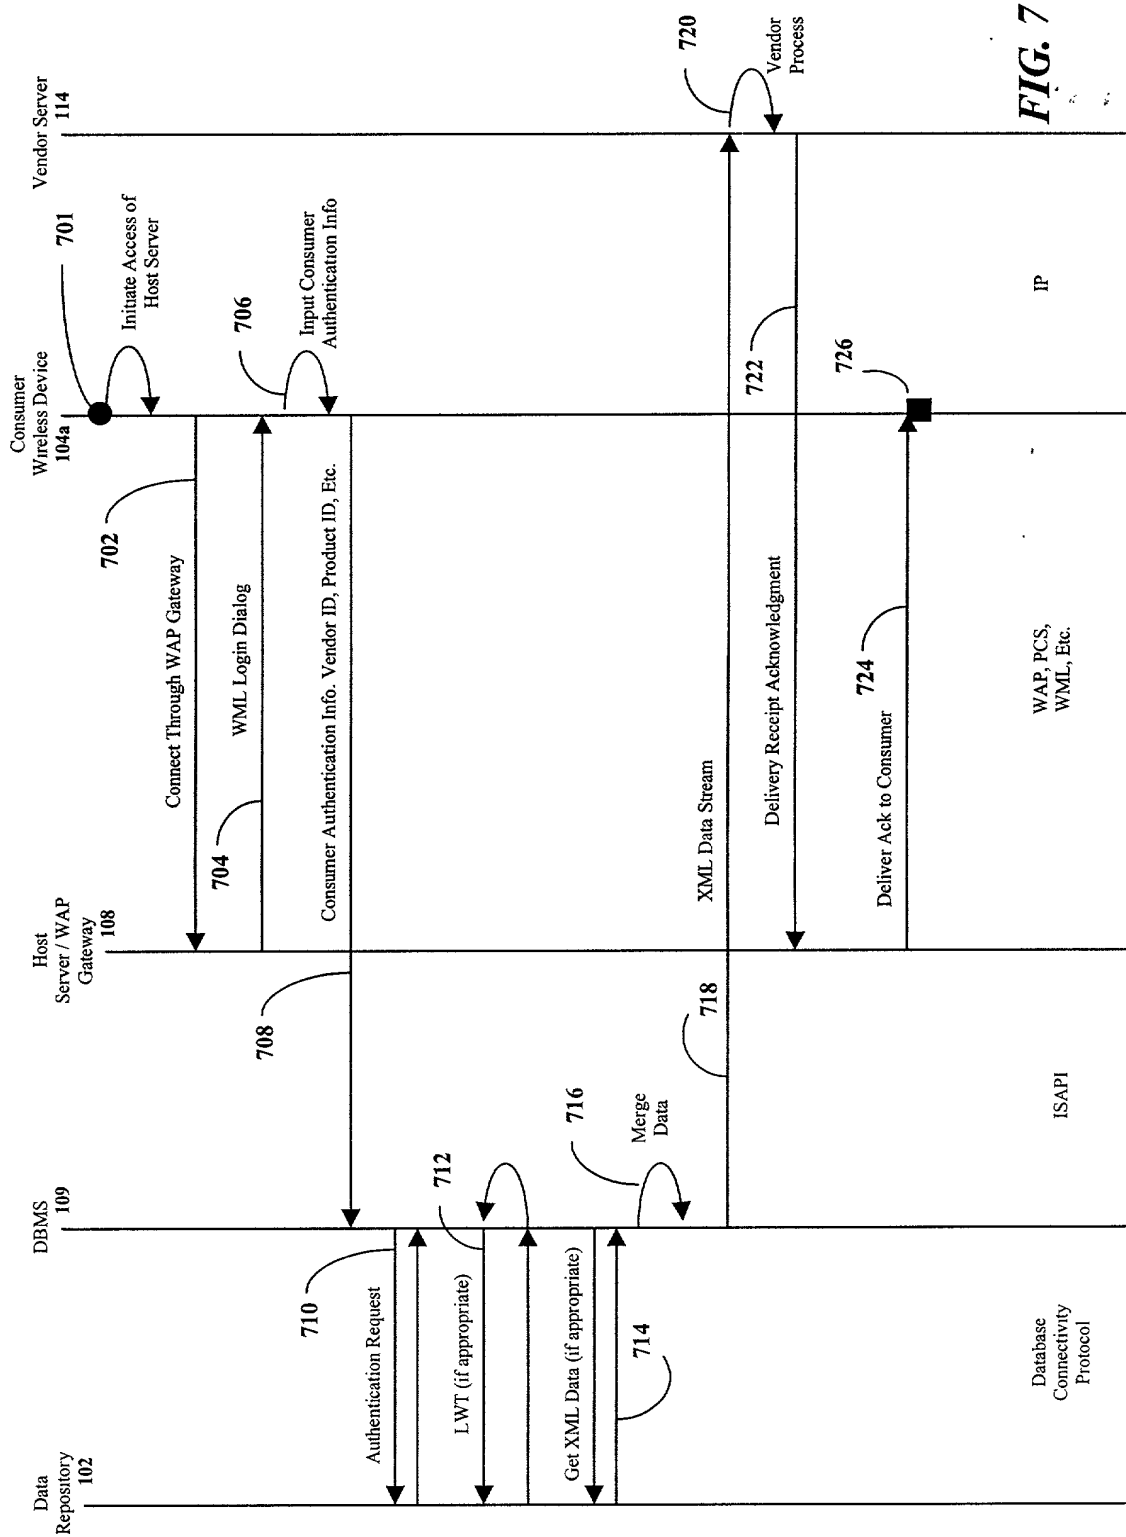 Data
Repository
102
DBMS
109
Host
Server / WAP
Gateway
108
Consumer
Wireless Device
104a
Vendor Server
114
701
Initiate Access of
Host Server
702
Connect Through WAP Gateway
704
WML Login Dialog
706
Input Consumer
Authentication Info
708
Consumer Authentication Info. Vendor ID, Product ID, Etc.
710
Authentication Request
712
LWT (if appropriate)
Get XML Data (if appropriate)
714
716
Merge
Data
718
XML Data Stream
720
Vendor
Process
722
Delivery Receipt Acknowledgment
724
Deliver Ack to Consumer
726
Database
Connectivity
Protocol
ISAPI
WAP, PCS,
WML, Etc.
IP
FIG. 7